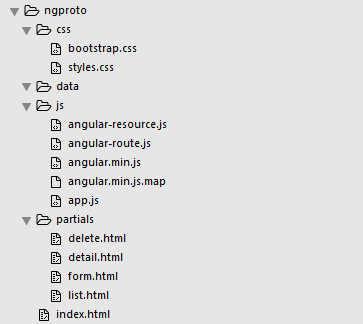 ngproto
css
bootstrap.css
styles.css
data
js
angular-resource.js
angular-route.js
angular.min.js
angular.min.js.map
app.js
partials
delete.html
detail.html
form.html
list.html
index.html